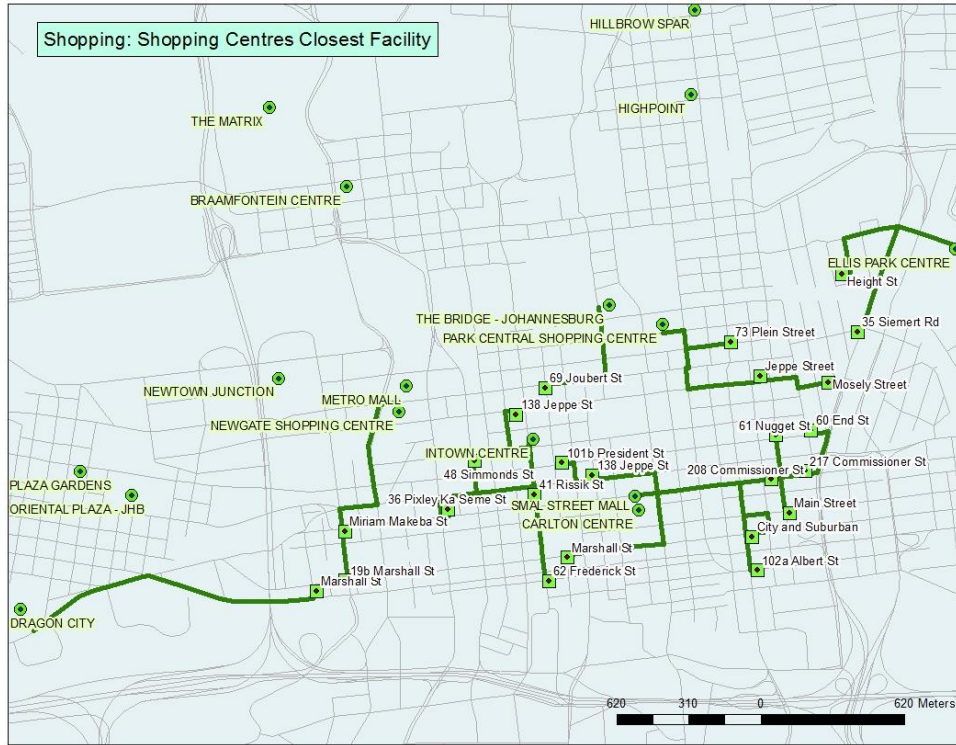 HILLBROW SPAR
Shopping: Shopping Centres Closest Facility
HIGHPOINT
THE MATRIX
BRAAMFONTEIN CENTRE
ELLIS PARK CENTRE
Height St
THE BRIDGE - JOHANNESBURG
35 Siemert Rd
73 Plein Street
PARK CENTRAL SHOPPING CENTRE
Jeppe Street
69 Joubert St
Mosely Street
NEWTOWN JUNCTION
METRO MALL
138 Jeppe St
60 End St
NEWGATE SHOPPING CENTRE
61 Nugget St
INTOWN CENTRE
101b President St
217 Commissioner St
138 Jeppe St
48 Simmonds St
208 Commissioner St
PLAZA GARDENS
41 Rissik St
36 Pixley Ka Seme St
SMAL STREET MALL
ORIENTAL PLAZA - JHB
Main Street
Miriam Makeba St
CARLTON CENTRE
City and Suburban
Marshall St
102a Albert St
19b Marshall St
62 Frederick St
Marshall St
DRAGON CITY
620 310 0 620 Meters